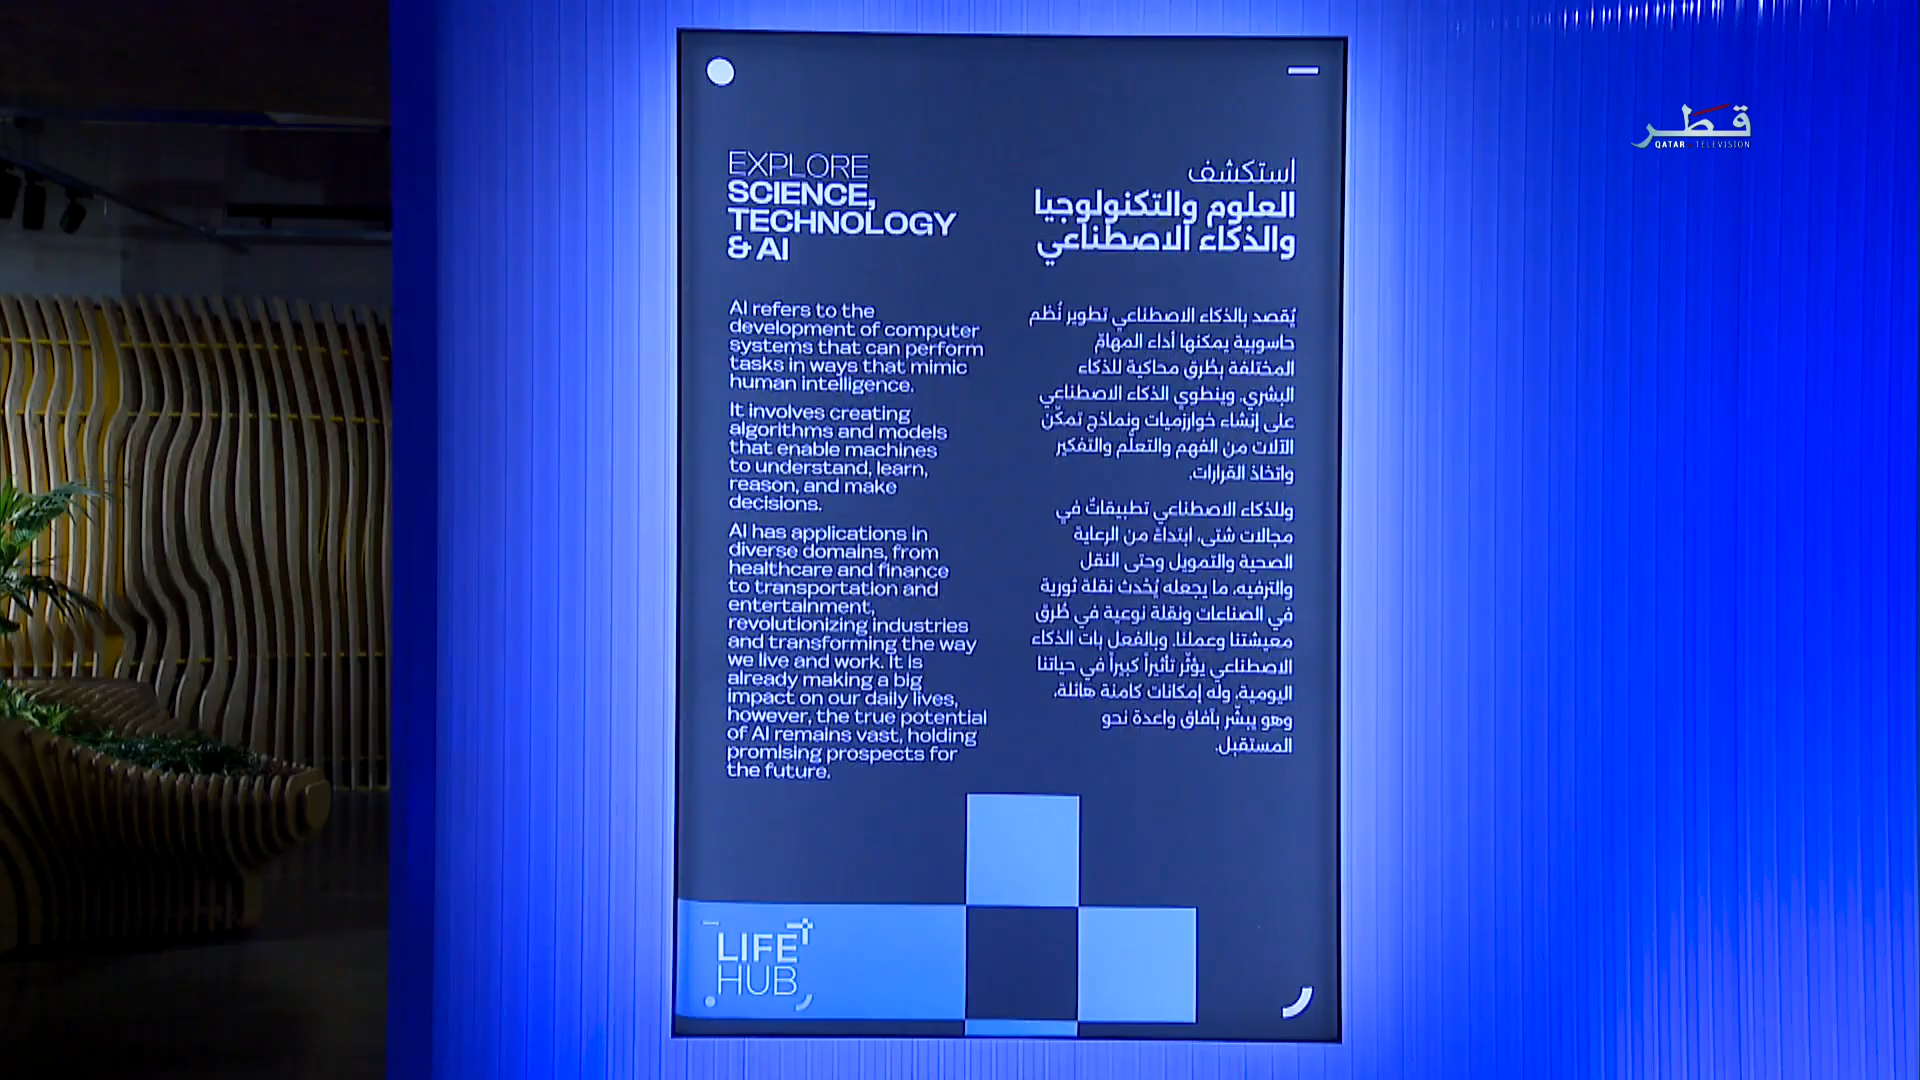 EXPLORE
SCIENCE,
TECHNOLOGY
& AI
AI refers to the
development of computer
systems that can perform
tasks in ways that mimic
human intelligence.
It involves creating
algorithms and models
that enable machines
to understand, learn,
reason, and make
decisions.
AI has applications in
diverse domains, from
healthcare and finance
to transportation and
entertainment,
revolutionizing industries
and transforming the way
we live and work. It is
already making a big
impact on our daily lives,
however, the true potential
of AI remains vast, holding
promising prospects for
the future.
استكشف
العلوم والتكنولوجيا
والذكاء الاصطناعي
يُقصد بالذكاء الاصطناعي تطوير نُظم
حاسوبية يمكنها أداء المهامّ
المختلفة بطُرق محاكية للذكاء
البشري. وينطوي الذكاء الاصطناعي
على إنشاء خوارزميات ونماذج تمكّن
الآلات من الفهم والتعلّم والتفكير
واتخاذ القرارات.
وللذكاء الاصطناعي تطبيقاتٌ في
مجالات شتى، ابتداءً من الرعاية
الصحية والتمويل وحتى النقل
والترفيه، ما يجعله يُحْدث نقلة ثورية
في الصناعات ونقلة نوعية في طُرق
معيشتنا وعملنا. وبالفعل بات الذكاء
الاصطناعي يؤثّر تأثيراً كبيراً في حياتنا
اليومية، وله إمكانات كامنة هائلة،
وهو يبشّر بآفاق واعدة نحو
المستقبل.
LIFE
HUB
قطر
QATAR TELEVISION